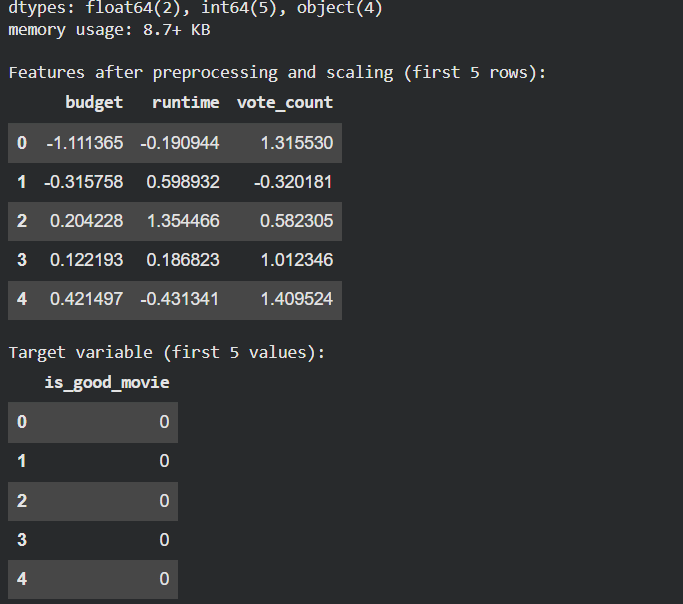 dtypes: float64(2), int64(5), object(4)
memory usage: 8.7+ KB
Features after preprocessing and scaling (first 5 rows):
budget runtime vote_count
0 -1.111365 -0.190944 1.315530
1 -0.315758 0.598932 -0.320181
2 0.204228 1.354466 0.582305
3 0.122193 0.186823 1.012346
4 0.421497 -0.431341 1.409524
Target variable (first 5 values):
is_good_movie
0 0
1 0
2 0
3 0
4 0